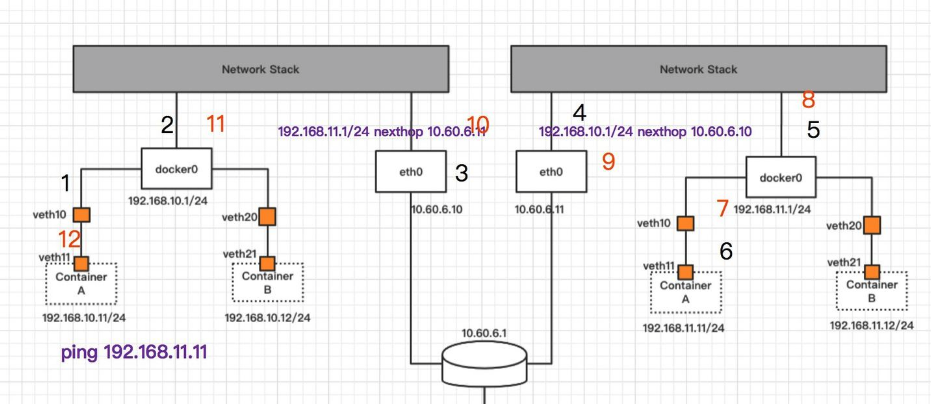 Network Stack
Network Stack
2
11
192.168.11.1/24 nexthop 10.60.6.11
10
4
192.168.10.1/24 nexthop 10.60.6.10
8
5
1
docker0
eth0
3
eth0
9
docker0
192.168.10.1/24
10.60.6.10
10.60.6.11
7
192.168.11.1/24
veth10
veth20
veth10
veth20
12
6
veth11
veth21
veth11
veth21
Container
A
Container
B
Container
A
Container
B
192.168.10.11/24
192.168.10.12/24
192.168.11.11/24
192.168.11.12/24
10.60.6.1
ping 192.168.11.11